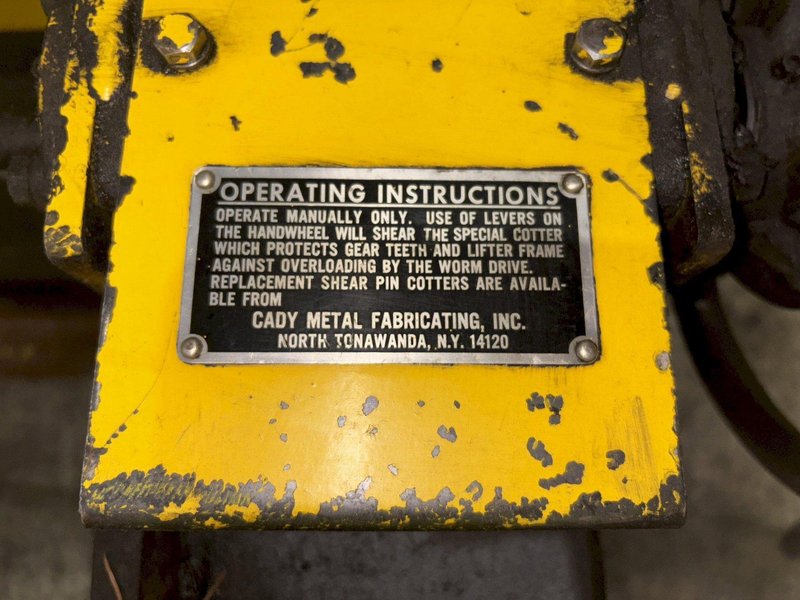 OPERATING INSTRUCTIONS
OPERATE MANUALLY ONLY. USE OF LEVERS ON
THE HANDWHEEL WILL SHEAR THE SPECIAL COTTER
WHICH PROTECTS GEAR TEETH AND LIFTER FRAME
AGAINST OVERLOADING BY THE WORM DRIVE.
REPLACEMENT SHEAR PIN COTTERS ARE AVAILA-
BLE FROM
CADY METAL FABRICATING, INC.
NORTH TONAWANDA, N.Y. 14120